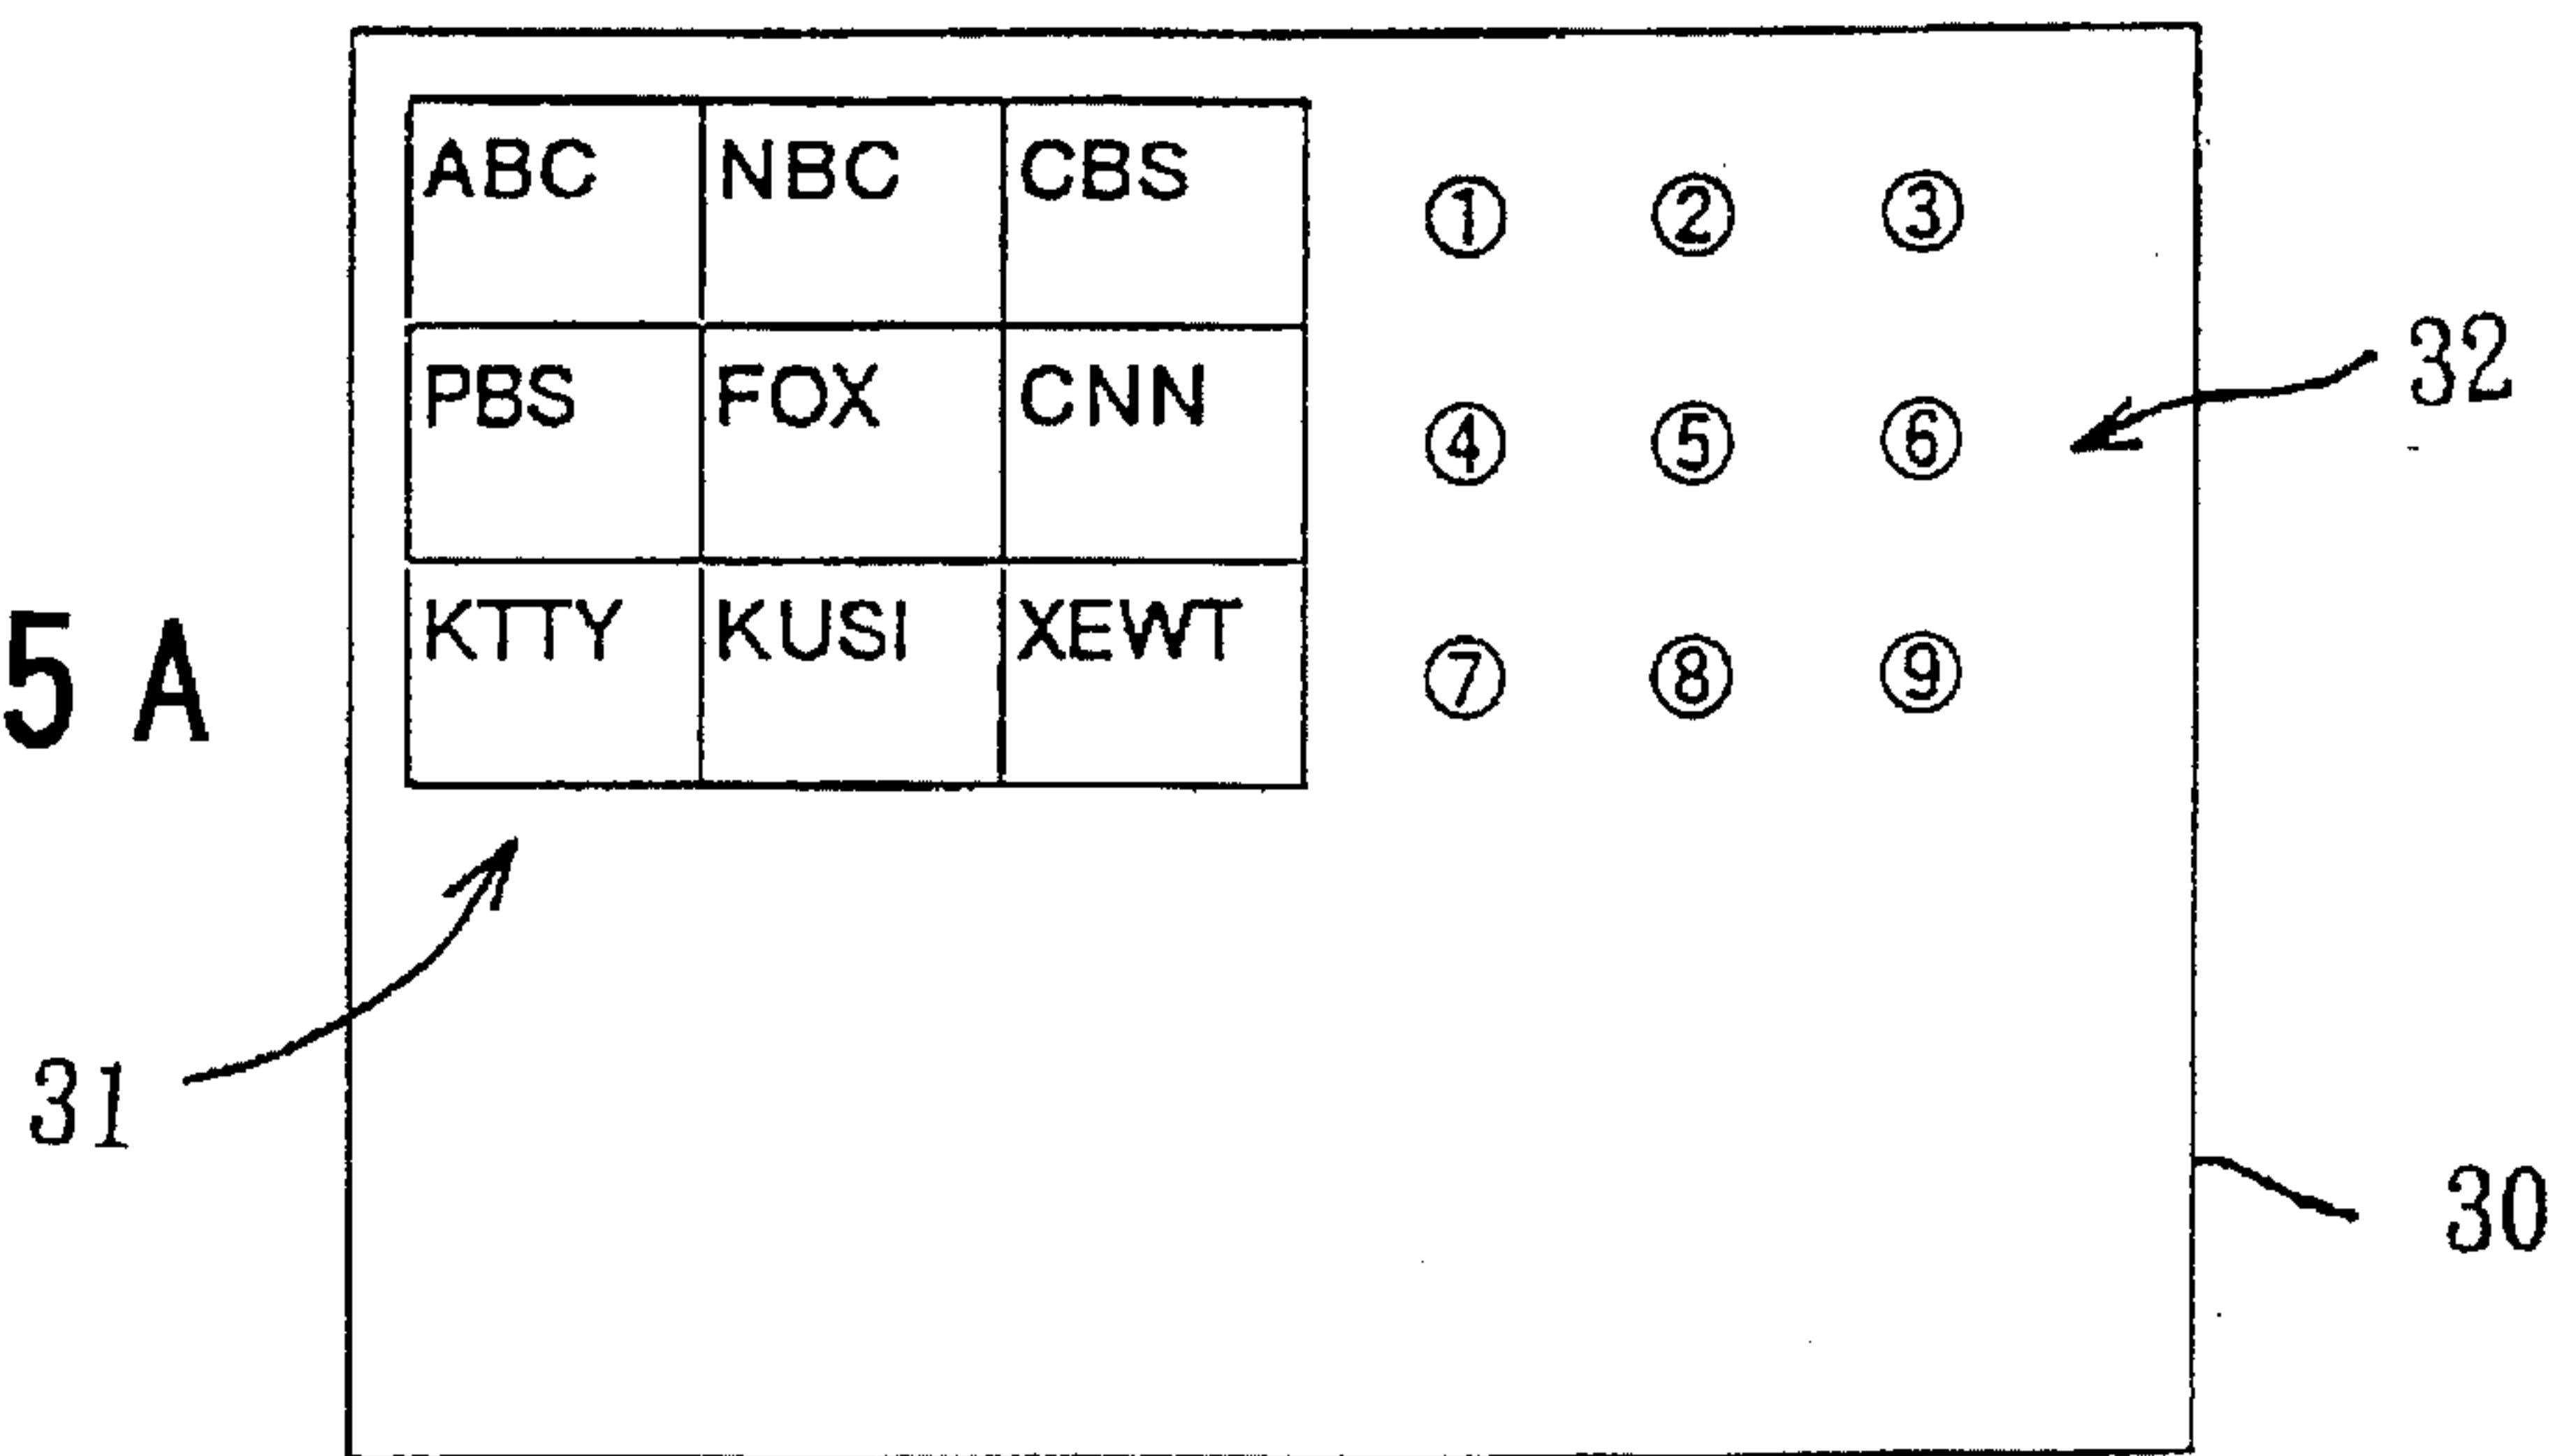 ABC NBC CBS ① ② ③
PBS FOX CNN ④ ⑤ ⑥ 32
5 A KTTY KUSI XEWT ⑦ ⑧ ⑨
31
30